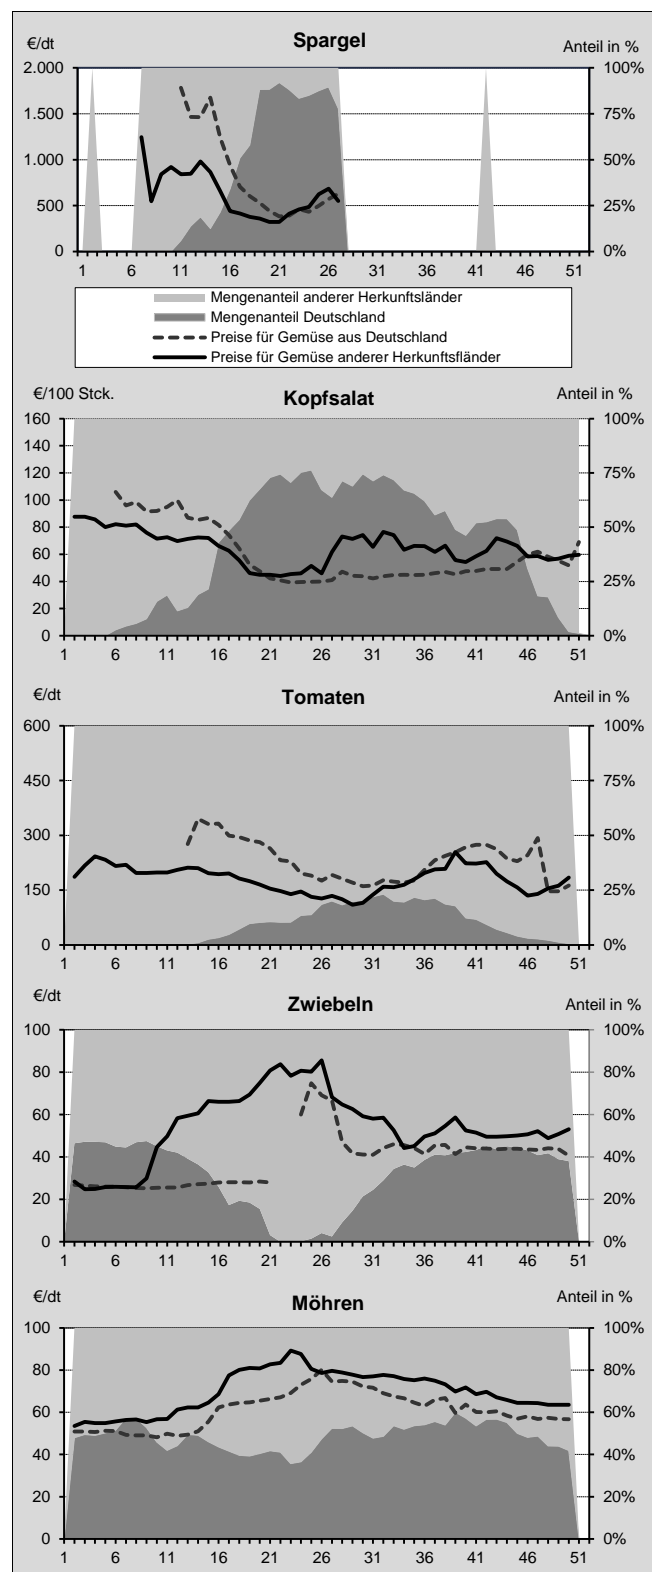 Spargel
€/dt Anteil in %
2.000 100%
1.500 75%
1.000 50%
500 25%
0 0%
1 6 11 16 21 26 31 36 41 46 51
Mengenanteil anderer Herkunftsländer
Mengenanteil Deutschland
Preise für Gemüse aus Deutschland
Preise für Gemüse anderer Herkunftsfländer
€/100 Stck. Kopfsalat Anteil in %
160 100%
140
120 75%
100
80 50%
60
40 25%
20
0 0%
1 6 11 16 21 26 31 36 41 46 51
€/dt Tomaten Anteil in %
600 100%
450 75%
300 50%
150 25%
0 0%
1 6 11 16 21 26 31 36 41 46 51
€/dt Zwiebeln Anteil in %
100 100%
80 80%
60 60%
40 40%
20 20%
0 0%
1 6 11 16 21 26 31 36 41 46 51
€/dt Möhren Anteil in %
100 100%
80 80%
60 60%
40 40%
20 20%
0 0%
1 6 11 16 21 26 31 36 41 46 51